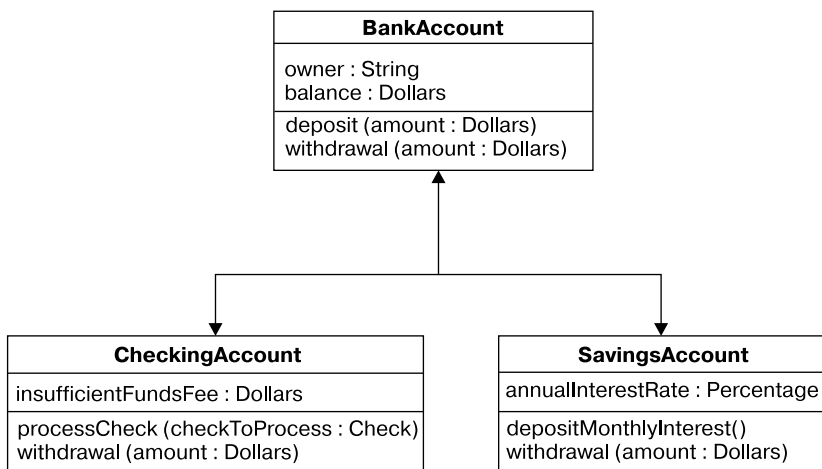 BankAccount
owner : String
balance : Dollars
deposit (amount : Dollars)
withdrawal (amount : Dollars)
CheckingAccount
insufficientFundsFee : Dollars
processCheck (checkToProcess : Check)
withdrawal (amount : Dollars)
SavingsAccount
annualInterestRate : Percentage
depositMonthlyInterest()
withdrawal (amount : Dollars)